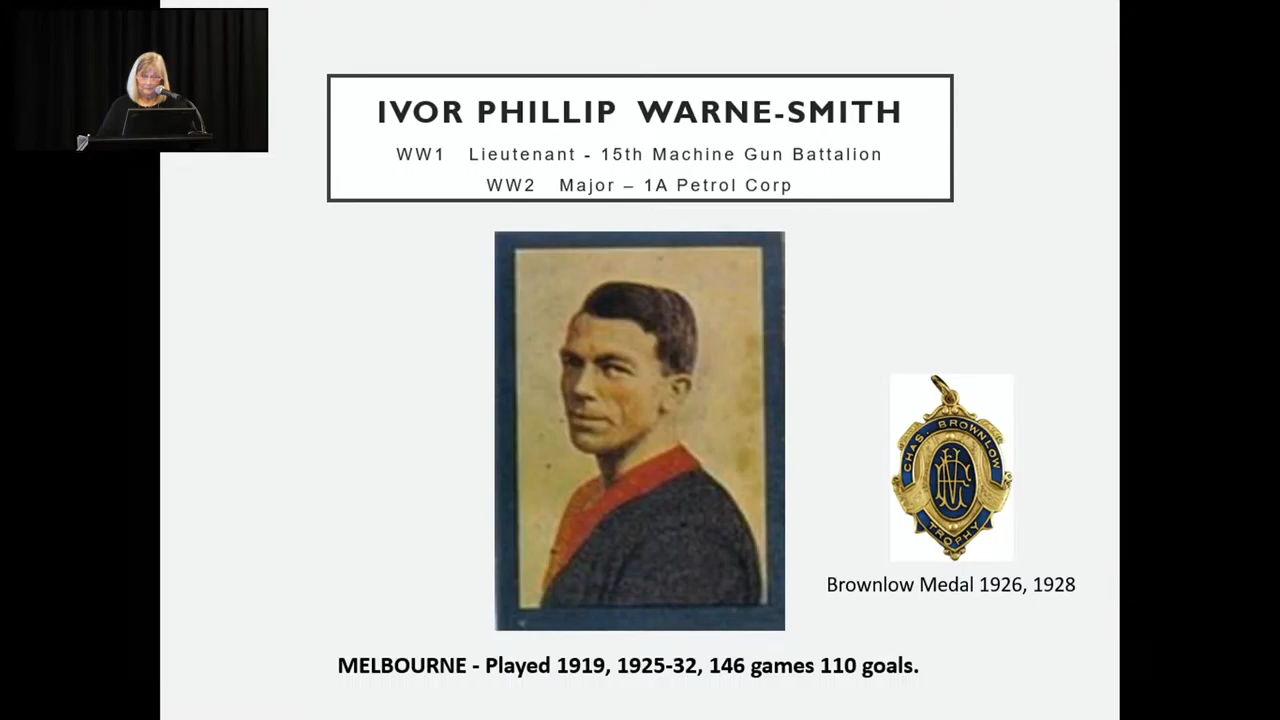 IVOR PHILLIP WARNE-SMITH
WW1 Lieutenant - 15th Machine Gun Battalion
WW2 Major – 1A Petrol Corp
CHAS. BROWNLOW
TROPHY
Brownlow Medal 1926, 1928
MELBOURNE - Played 1919, 1925-32, 146 games 110 goals.